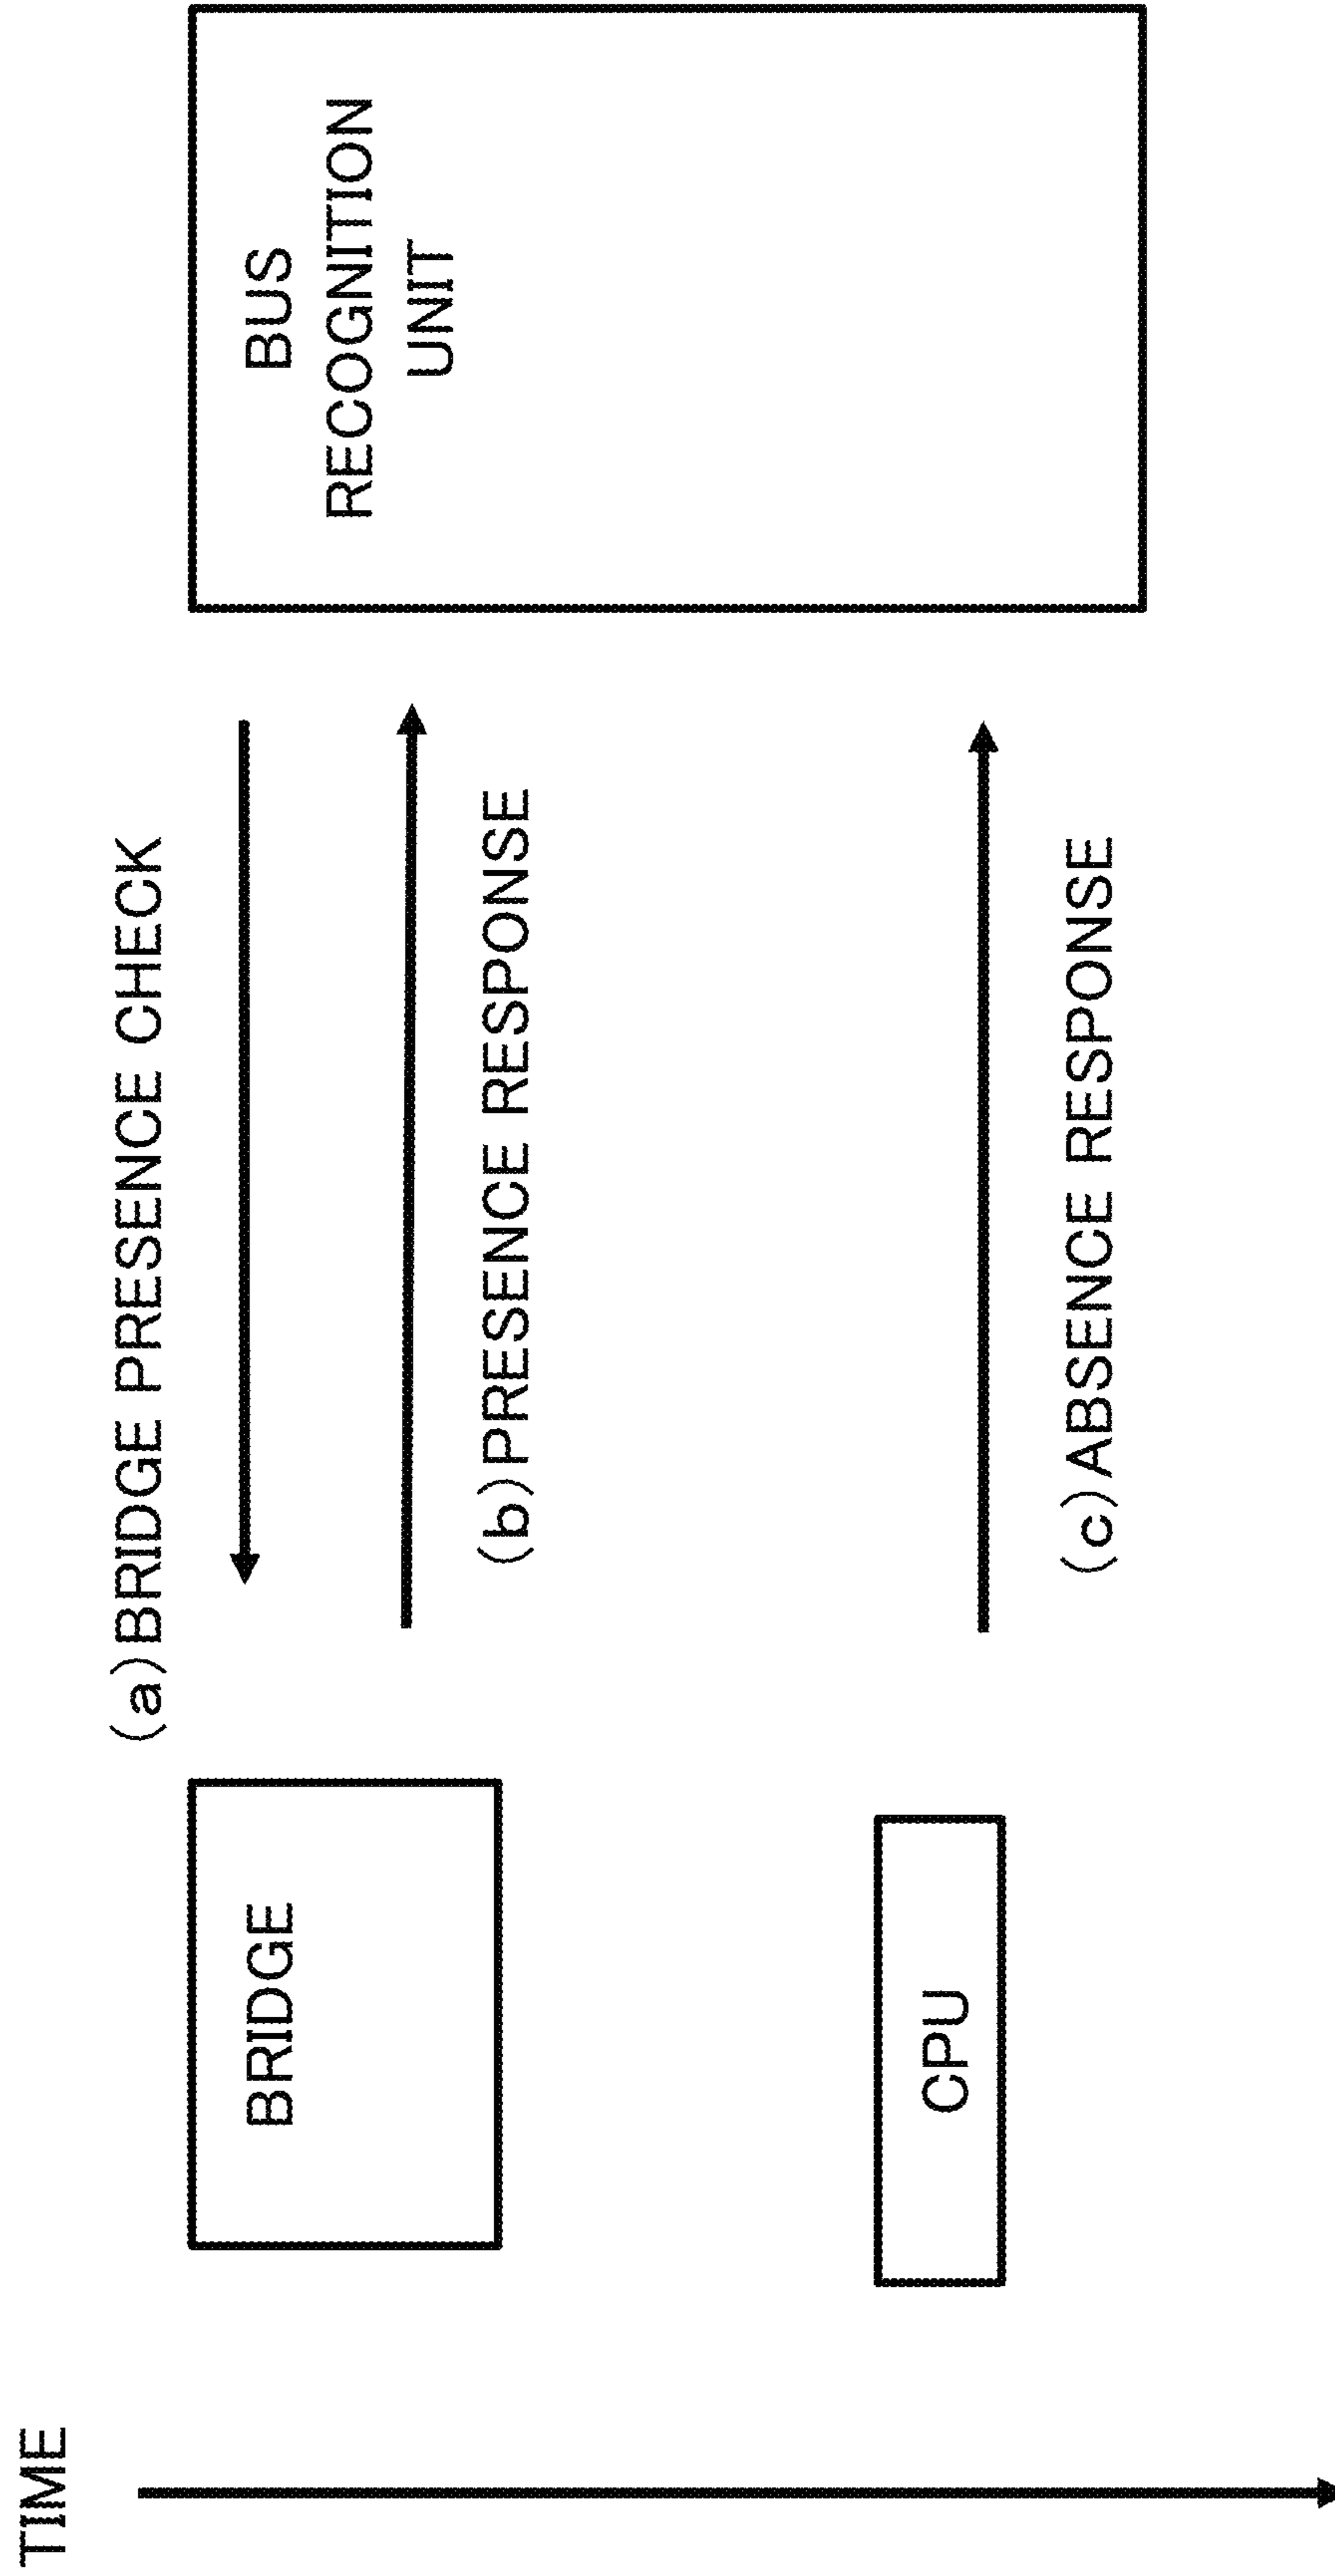 TIME
(a)BRIDGE PRESENCE CHECK
BRIDGE
BUS
RECOGNITION
UNIT
(b)PRESENCE RESPONSE
CPU
(c)ABSENCE RESPONSE